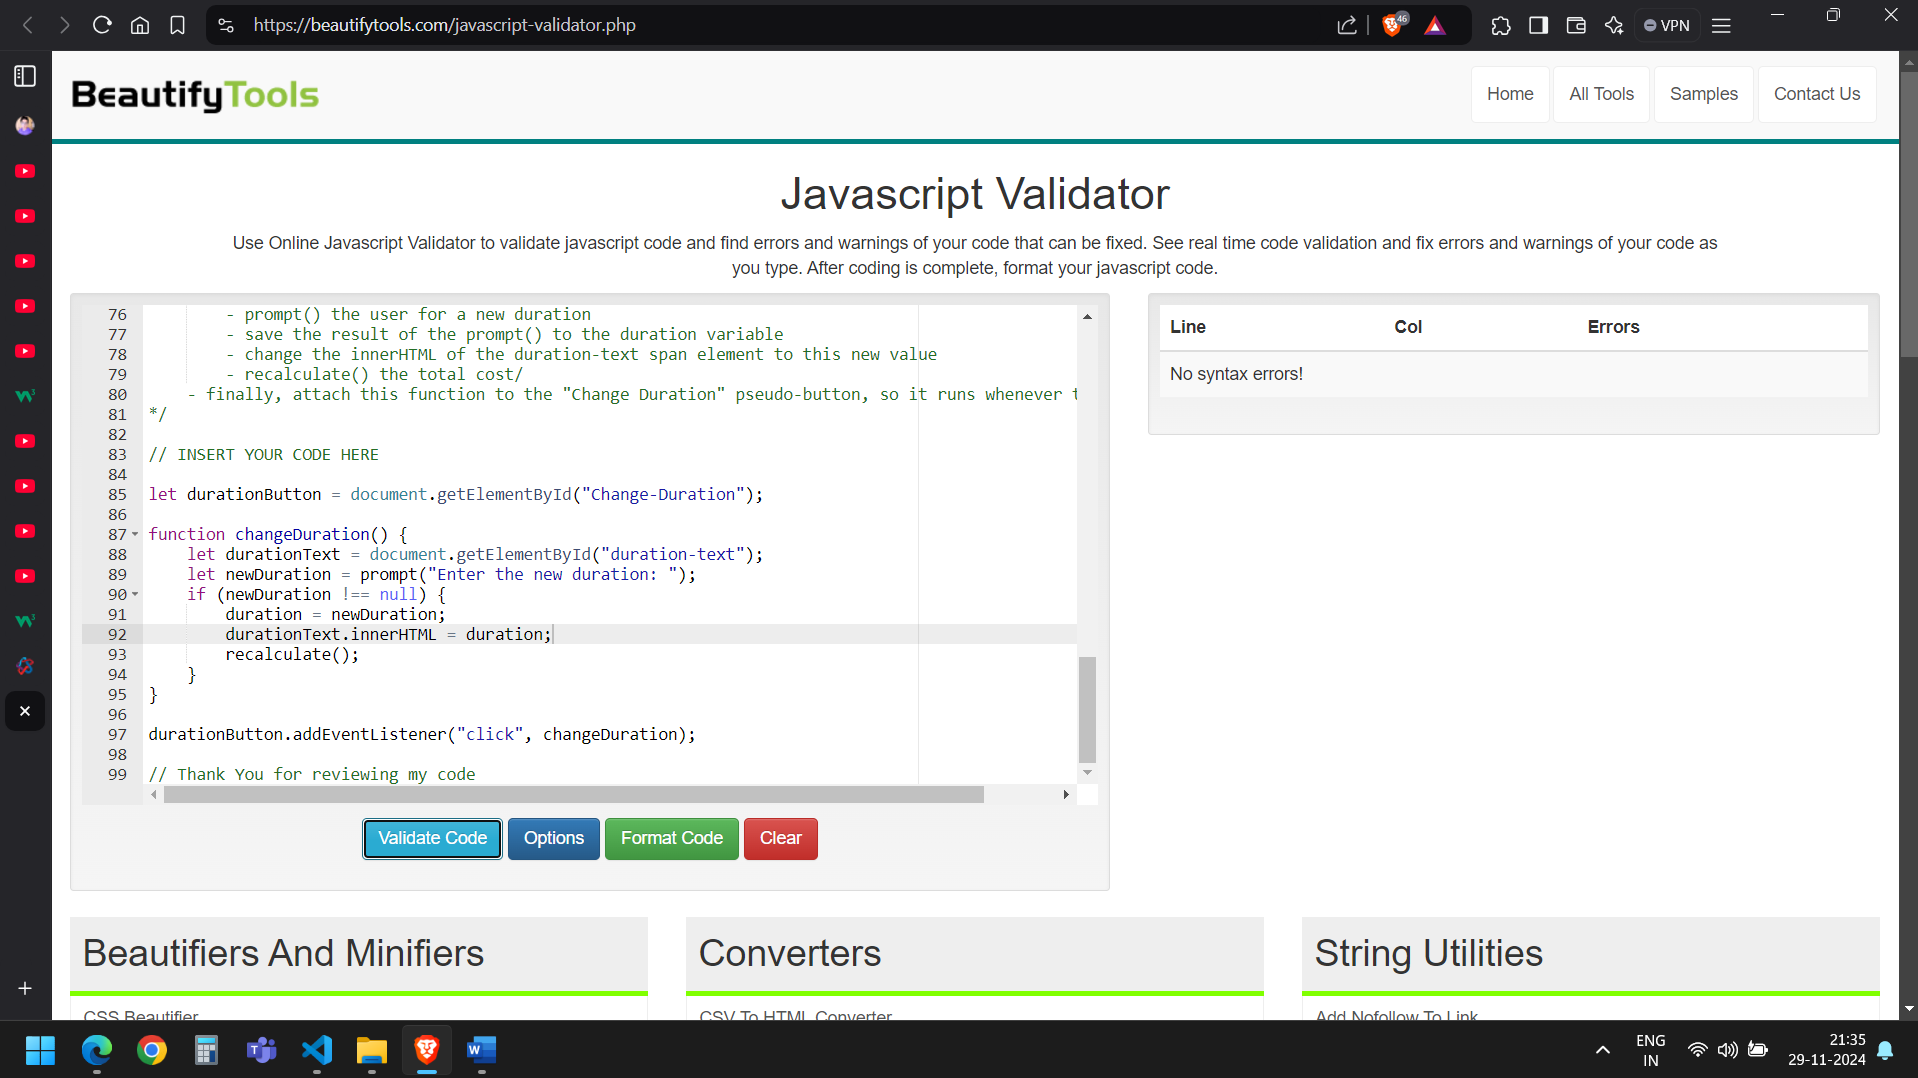 https://beautifytools.com/javascript-validator.php
46
VPN
BeautifyTools
Home
All Tools
Samples
Contact Us
Javascript Validator
Use Online Javascript Validator to validate javascript code and find errors and warnings of your code that can be fixed. See real time code validation and fix errors and warnings of your code as
you type. After coding is complete, format your javascript code.
76 - prompt() the user for a new duration
77 - save the result of the prompt() to the duration variable
78 - change the innerHTML of the duration-text span element to this new value
79 - recalculate() the total cost/
80 - finally, attach this function to the "Change Duration" pseudo-button, so it runs whenever t
81 */
82
83 // INSERT YOUR CODE HERE
84
85 let durationButton = document.getElementById("Change-Duration");
86
87 function changeDuration() {
88 let durationText = document.getElementById("duration-text");
89 let newDuration = prompt("Enter the new duration: ");
90 if (newDuration !== null) {
91 duration = newDuration;
92 durationText.innerHTML = duration;
93 recalculate();
94 }
95 }
96
97 durationButton.addEventListener("click", changeDuration);
98
99 // Thank You for reviewing my code
Line Col Errors
No syntax errors!
Validate Code
Options
Format Code
Clear
Beautifiers And Minifiers
CSS Beautifier
Converters
CSV To HTML Converter
String Utilities
Add Nofollow To Link
ENG
IN
21:35
29-11-2024